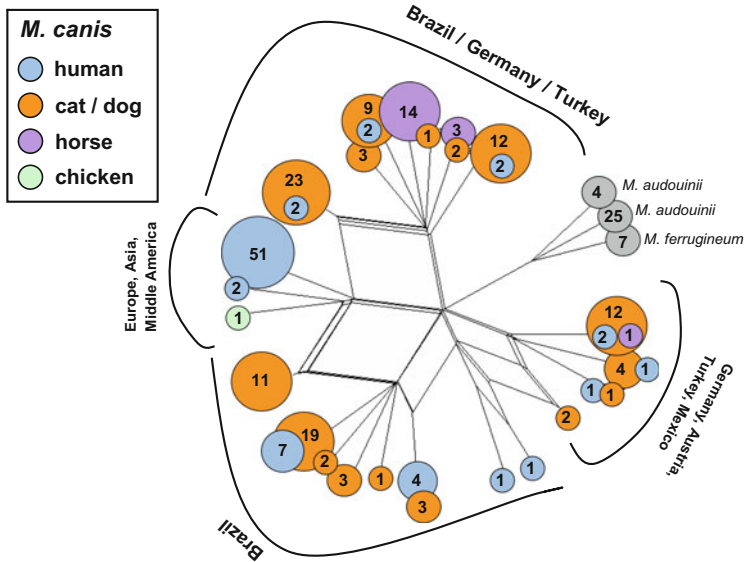 M. canis
human
cat / dog
horse
chicken
Brazil / Germany / Turkey
9
2
3
14
1
3
2
12
2
23
2
4 M. audouinii
25 M. audouinii
7 M. ferrugineum
Europe, Asia,
Middle America
51
2
1
12
2
1
4
1
1
1
2
Germany, Austria,
Turkey, Mexico
11
19
7
2
3
1
4
3
1
1
Brazil